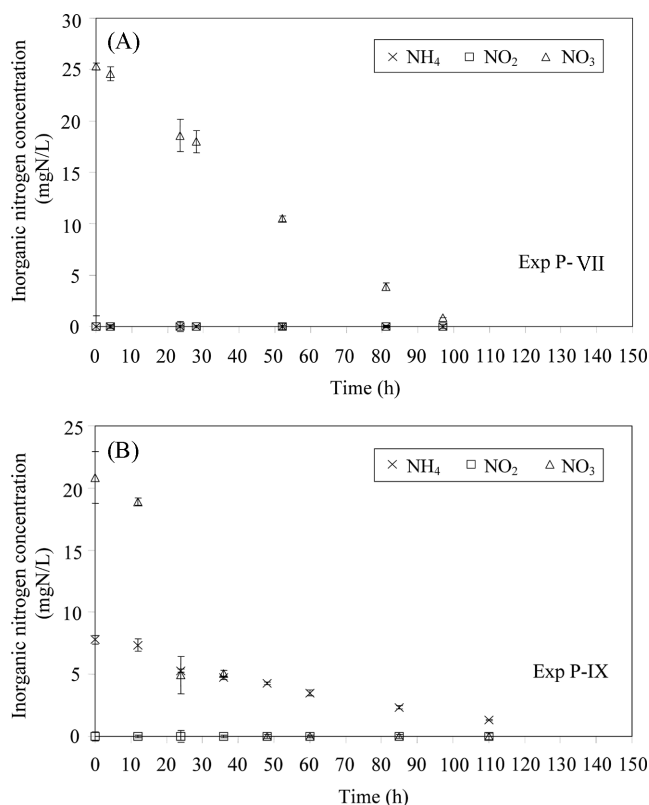 (A)
NH4 NO2 NO3
30
25
20
15
10
5
0
Inorganic nitrogen concentration
(mgN/L)
Exp P-VII
0 10 20 30 40 50 60 70 80 90 100 110 120 130 140 150
Time (h)
(B)
NH4 NO2 NO3
25
20
15
10
5
0
Inorganic nitrogen concentration
(mgN/L)
Exp P-IX
0 10 20 30 40 50 60 70 80 90 100 110 120 130 140 150
Time (h)